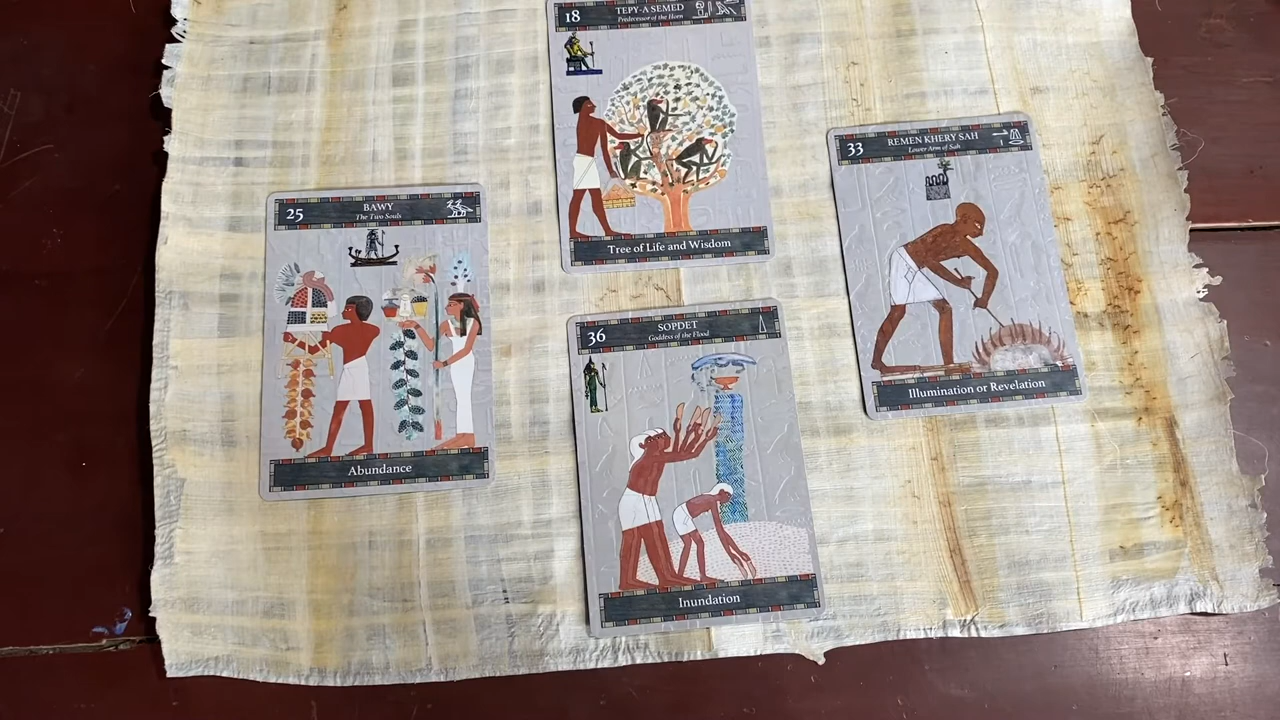 18
TEPY-A SEMED
Predecessor of the Horn
Tree of Life and Wisdom
25
BAWY
The Two Souls
Abundance
33
REMEN KHERY SAH
Lower Arm of Sah
Illumination or Revelation
36
SOPDET
Goddess of the Flood
Inundation